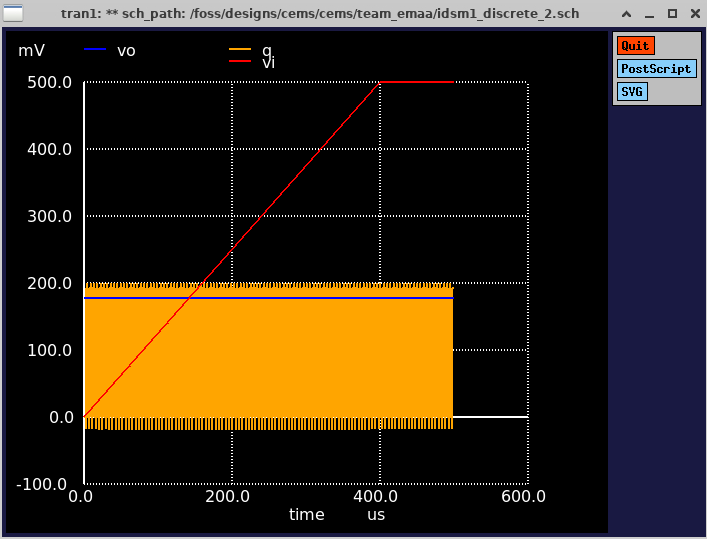 tran1: ** sch_path: /foss/designs/cems/cems/team_emaa/idsm1_discrete_2.sch
Quit
PostScript
SVG
mV
vo
q
vi
500.0
400.0
300.0
200.0
100.0
0.0
-100.0
0.0 200.0 400.0 600.0
time us